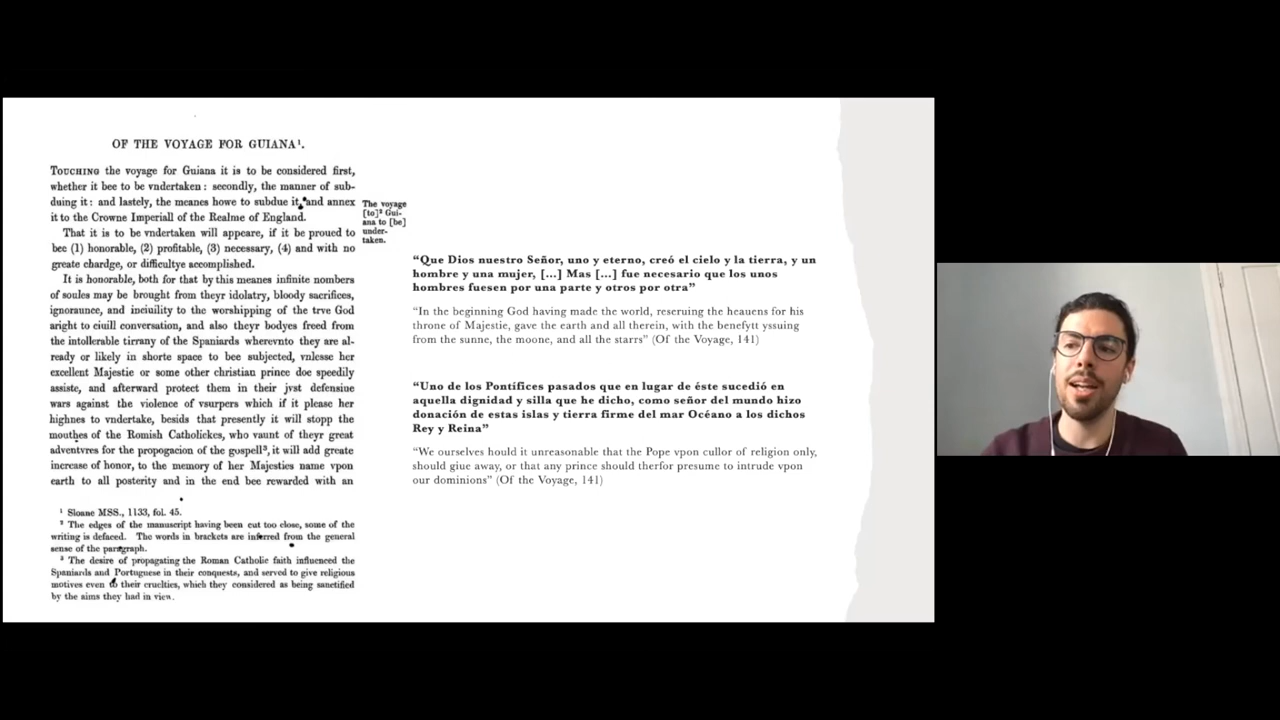 OF THE VOYAGE FOR GUIANA¹.
TOUCHING the voyage for Guiana it is to be considered first,
whether it bee to be vndertaken : secondly, the manner of sub-
duing it : and lastely, the meanes howe to subdue it, and annex
it to the Crowne Imperiall of the Realme of England.
That it is to be vndertaken will appeare, if it be proued to
bee (1) honorable, (2) profitable, (3) necessary, (4) and with no
greate chardge, or difficultye accomplished.
It is honorable, both for that by this meanes infinite nombers
of soules may be brought from theyr idolatry, bloody sacrifices,
ignoraunce, and inciuility to the worshipping of the trve God
aright to ciuill conversation, and also theyr bodyes freed from
the intollerable tirrany of the Spaniards wherevnto they are al-
ready or likely in shorte space to bee subjected, vnlesse her
excellent Majestie or some other christian prince doe speedily
assiste, and afterward protect them in their jvst defensiue
wars against the violence of vsurpers which if it please her
highnes to vndertake, besids that presently it will stopp the
mouthes of the Romish Catholickes, who vaunt of theyr great
adventvres for the propogacion of the gospell³, it will add greate
increase of honor, to the memory of her Majesties name vpon
earth to all posterity and in the end bee rewarded with an
The voyage
[to]² Gui-
ana to [be]
under-
taken.
¹ Sloane MSS., 1133, fol. 45.
² The edges of the manuscript having been cut too close, some of the
writing is defaced. The words in brackets are inferred from the general
sense of the paragraph.
³ The desire of propagating the Roman Catholic faith influenced the
Spaniards and Portuguese in their conquests, and served to give religious
motives even to their cruelties, which they considered as being sanctified
by the aims they had in view.
“Que Dios nuestro Señor, uno y eterno, creó el cielo y la tierra, y un
hombre y una mujer, [...] Mas [...] fue necesario que los unos
hombres fuesen por una parte y otros por otra”
“In the beginning God having made the world, reseruing the heauens for his
throne of Majestie, gave the earth and all therein, with the benefytt yssuing
from the sunne, the moone, and all the starrs” (Of the Voyage, 141)
“Uno de los Pontífices pasados que en lugar de éste sucedió en
aquella dignidad y silla que he dicho, como señor del mundo hizo
donación de estas islas y tierra firme del mar Océano a los dichos
Rey y Reina”
“We ourselves hould it unreasonable that the Pope vpon cullor of religion only,
should giue away, or that any prince should therfor presume to intrude vpon
our dominions” (Of the Voyage, 141)